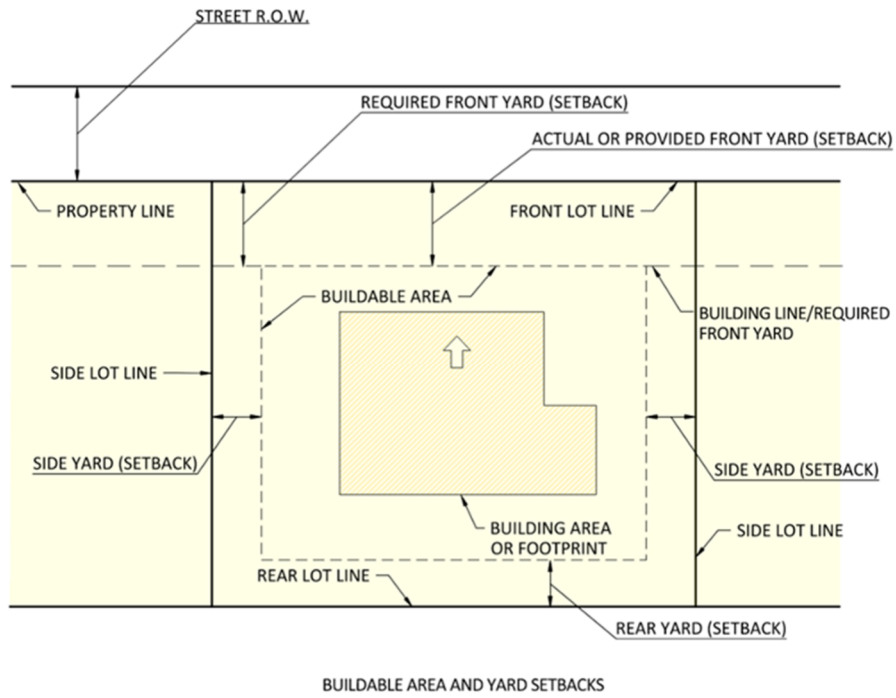 STREET R.O.W.
REQUIRED FRONT YARD (SETBACK)
ACTUAL OR PROVIDED FRONT YARD (SETBACK)
PROPERTY LINE
FRONT LOT LINE
BUILDABLE AREA
BUILDING LINE/REQUIRED
FRONT YARD
SIDE LOT LINE
SIDE YARD (SETBACK)
SIDE YARD (SETBACK)
BUILDING AREA
OR FOOTPRINT
SIDE LOT LINE
REAR LOT LINE
REAR YARD (SETBACK)
BUILDABLE AREA AND YARD SETBACKS